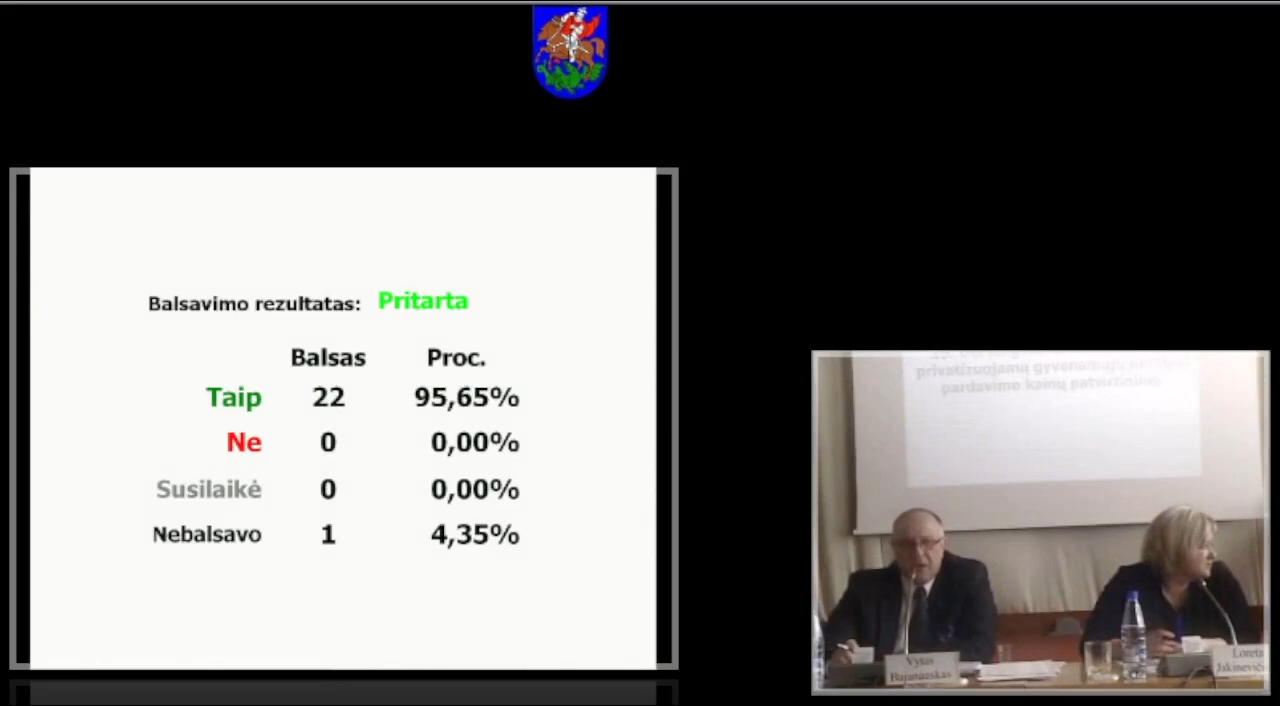 Balsavimo rezultatas: Pritarta
Balsas Proc.
Taip 22 95,65%
Ne 0 0,00%
Susilaikė 0 0,00%
Nebalsavo 1 4,35%
privatizuojamų gyvenamųjų
pardavimo kainų patvirtinimo
Vytas
Bujanauskas
Loreta